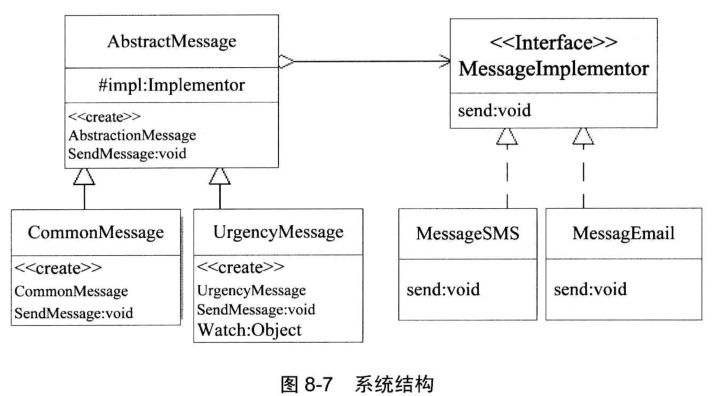 AbstractMessage
#impl:Implementor
<<create>>
AbstractionMessage
SendMessage:void
<<Interface>>
MessageImplementor
send:void
CommonMessage
<<create>>
CommonMessage
SendMessage:void
UrgencyMessage
<<create>>
UrgencyMessage
SendMessage:void
Watch:Object
MessageSMS
send:void
MessagEmail
send:void
图 8-7 系统结构